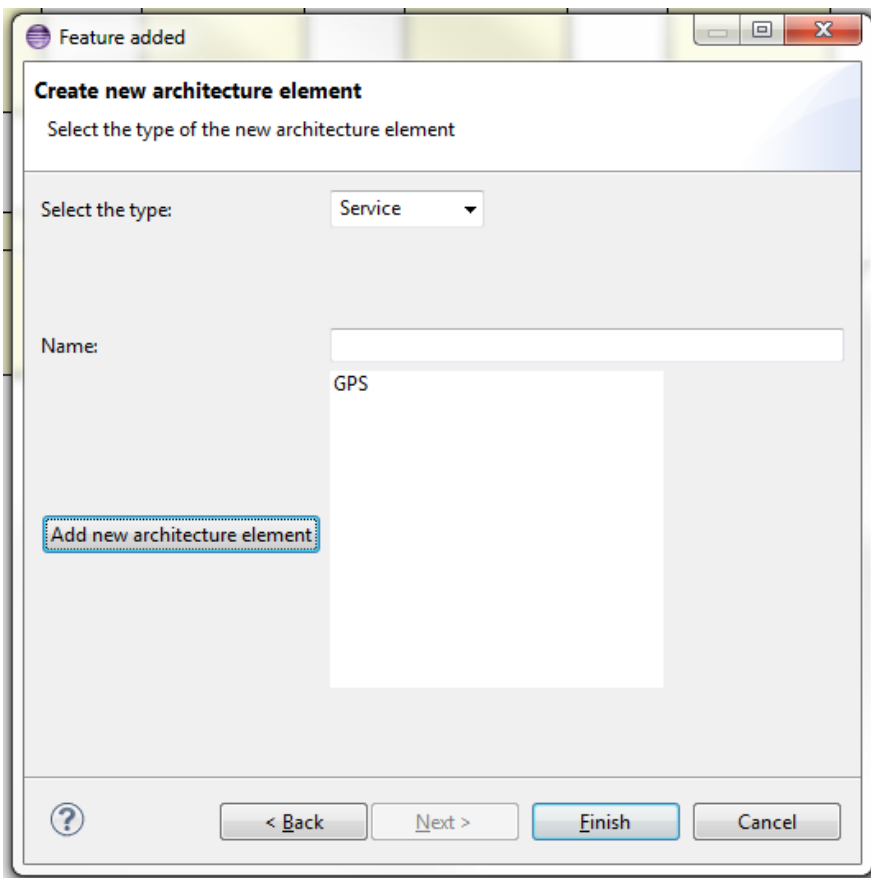 Feature added
Create new architecture element
Select the type of the new architecture element
Select the type: Service
Name:
GPS
Add new architecture element
? < Back Next > Finish Cancel